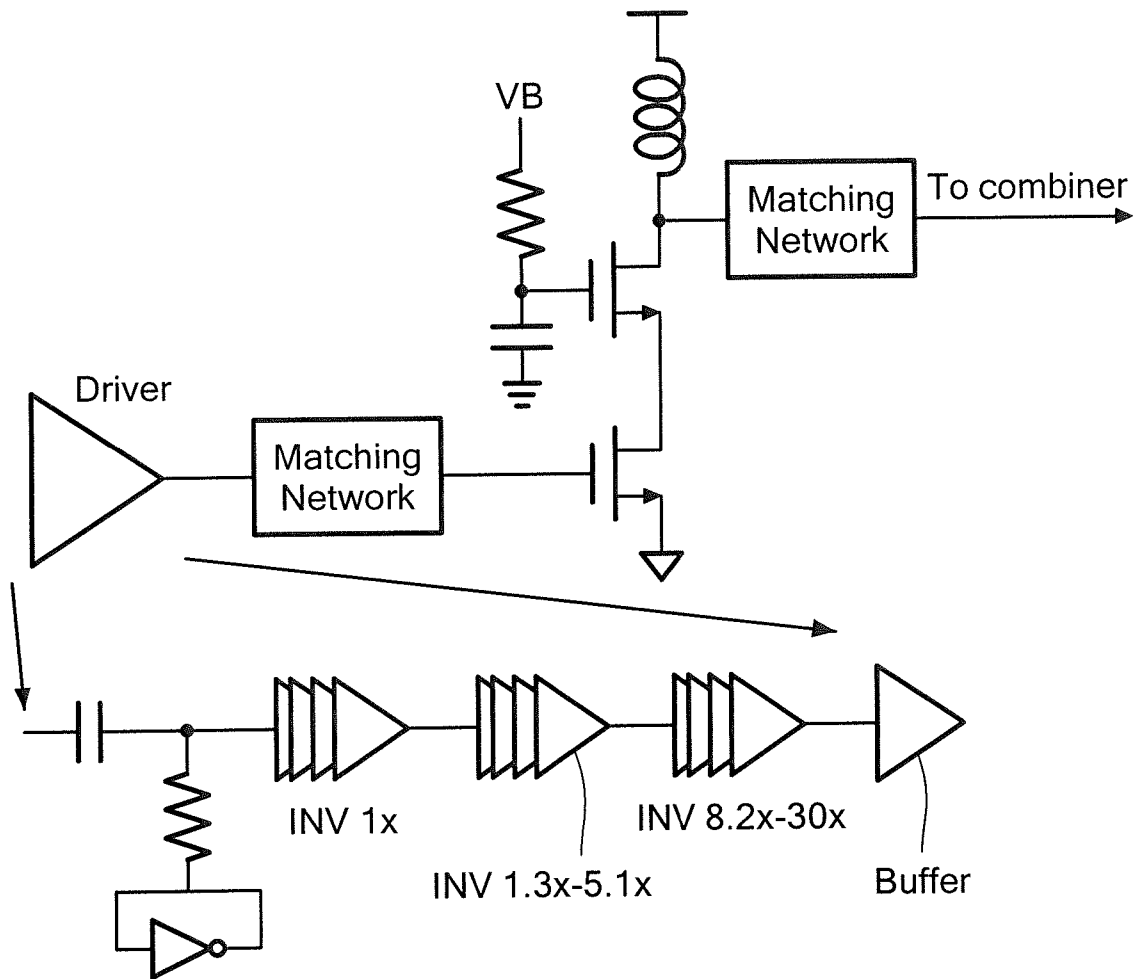 VB
Matching
Network
To combiner
Driver
Matching
Network
INV 1x
INV 8.2x-30x
INV 1.3x-5.1x
Buffer